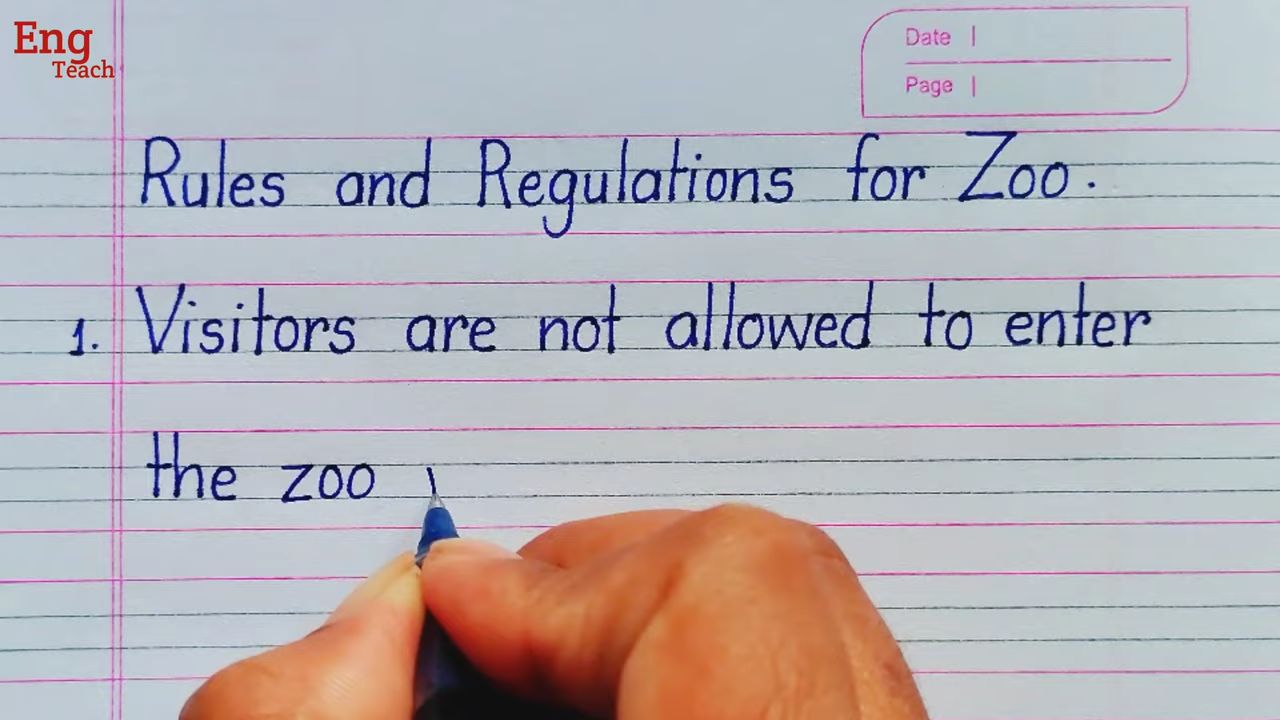 Eng
Teach
Date |
Page |
Rules and Regulations for Zoo.
1. Visitors are not allowed to enter
the zoo